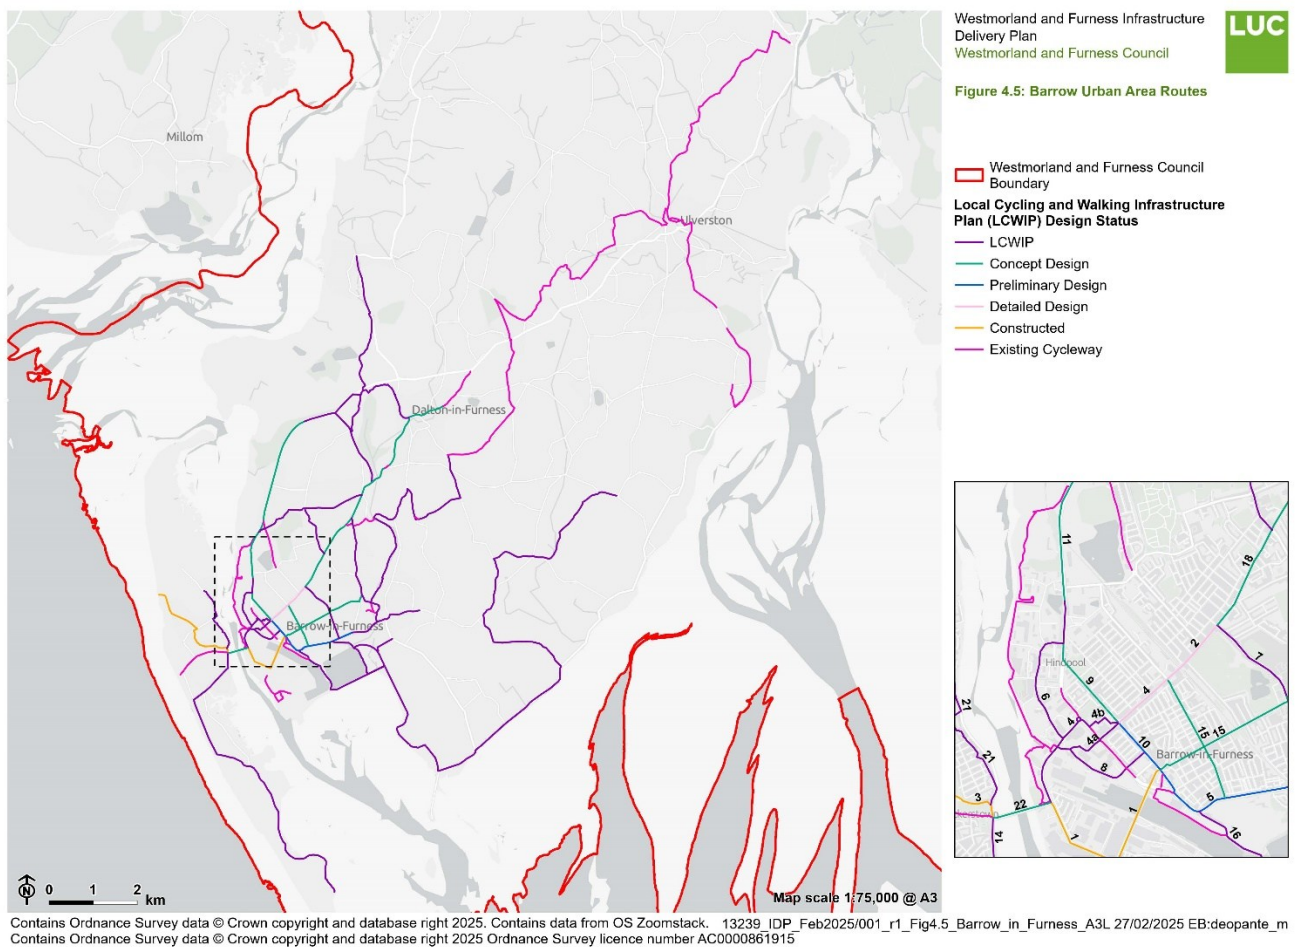 Westmorland and Furness Infrastructure
Delivery Plan
Westmorland and Furness Council
LUC
Figure 4.5: Barrow Urban Area Routes
Westmorland and Furness Council
Boundary
Local Cycling and Walking Infrastructure
Plan (LCWIP) Design Status
LCWIP
Concept Design
Preliminary Design
Detailed Design
Constructed
Existing Cycleway
Millom
Ulverston
Dalton-in-Furness
Barrow-in-Furness
11
18
2
7
Hindpool
9
4
6
4
4b
4a
10
15
15
Barrow-in-Furness
8
21
21
3
22
5
1
1
14
16
N
0 1 2
km
Map scale 1:75,000 @ A3
Contains Ordnance Survey data © Crown copyright and database right 2025. Contains data from OS Zoomstack. 13239_IDP_Feb2025/001_r1_Fig4.5_Barrow_in_Furness_A3L 27/02/2025 EB:deopante_m
Contains Ordnance Survey data © Crown copyright and database right 2025 Ordnance Survey licence number AC0000861915